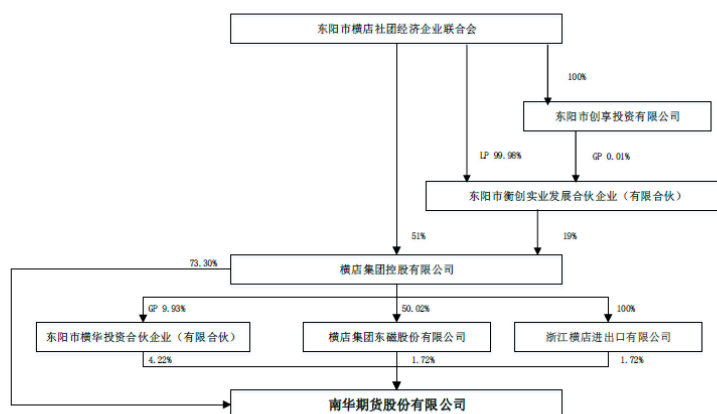 东阳市横店社团经济企业联合会
100%
东阳市创享投资有限公司
LP 99.98%
GP 0.01%
东阳市衡创实业发展合伙企业（有限合伙）
51%
19%
73.30%
横店集团控股有限公司
GP 9.93%
50.02%
100%
东阳市横华投资合伙企业（有限合伙）
横店集团东磁股份有限公司
浙江横店进出口有限公司
4.22%
1.72%
1.72%
南华期货股份有限公司